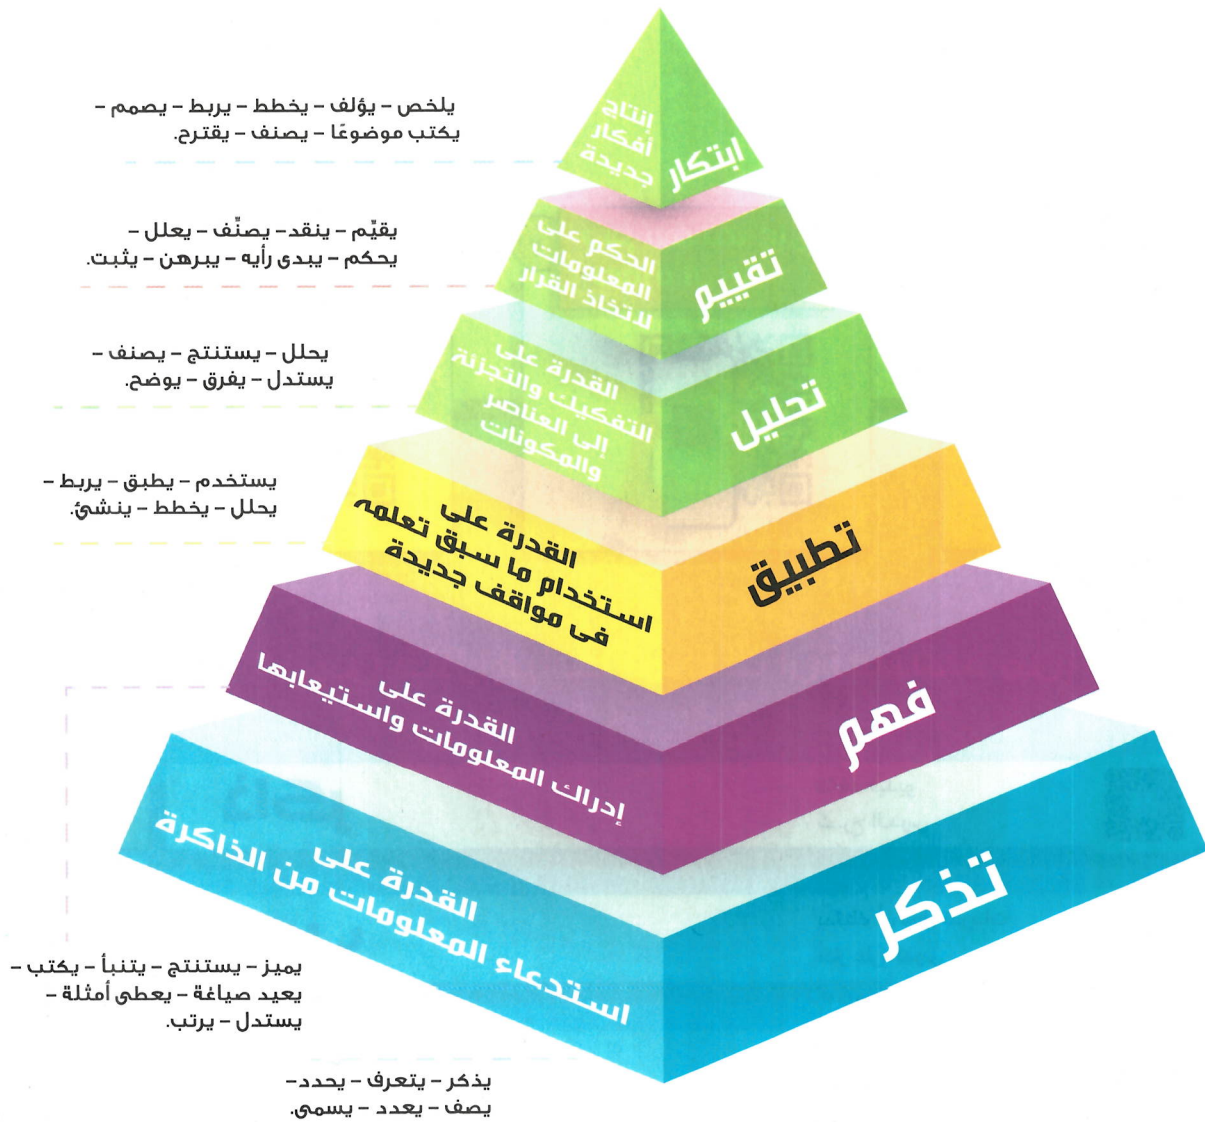 يلخص – يؤلف – يخطط – يربط – يصمم –
يكتب موضوعًا – يصنف – يقترح.
إنتاج
أفكار
جديدة
ابتكار
يقيِّم – ينقد – يصنِّف – يعلل –
يحكم – يبدى رأيه – يبرهن – يثبت.
الحكم على
المعلومات
لاتخاذ القرار
تقييم
يحلل – يستنتج – يصنف –
يستدل – يفرق – يوضح.
القدرة على
التفكيك والتجزئة
إلى العناصر
والمكونات
تحليل
يستخدم – يطبق – يربط –
يحلل – يخطط – ينشئ.
القدرة على
استخدام ما سبق تعلمه
فى مواقف جديدة
تطبيق
القدرة على
إدراك المعلومات واستيعابها
فهم
القدرة على
استدعاء المعلومات من الذاكرة
تذكر
يميز – يستنتج – يتنبأ – يكتب –
يعيد صياغة – يعطى أمثلة –
يستدل – يرتب.
يذكر – يتعرف – يحدد–
يصف – يعدد – يسمى.